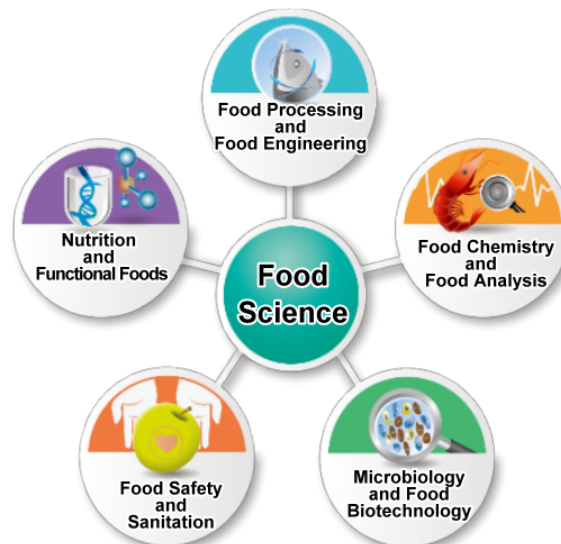 Food Processing
and
Food Engineering
Nutrition
and
Functional Foods
Food Chemistry
and
Food Analysis
Food
Science
Food Safety
and
Sanitation
Microbiology
and Food
Biotechnology